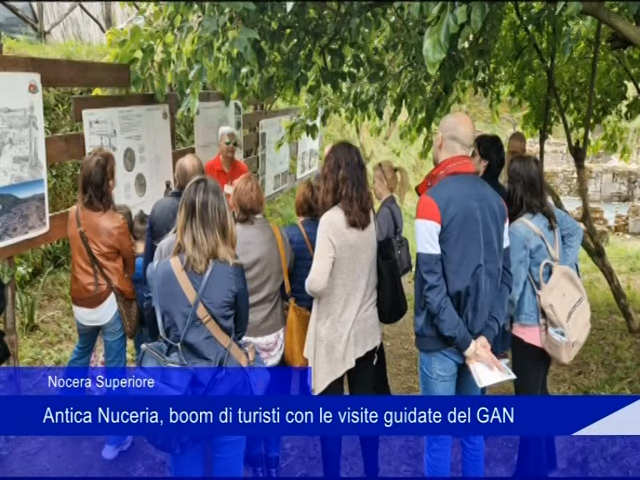 Nocera Superiore
Antica Nuceria, boom di turisti con le visite guidate del GAN